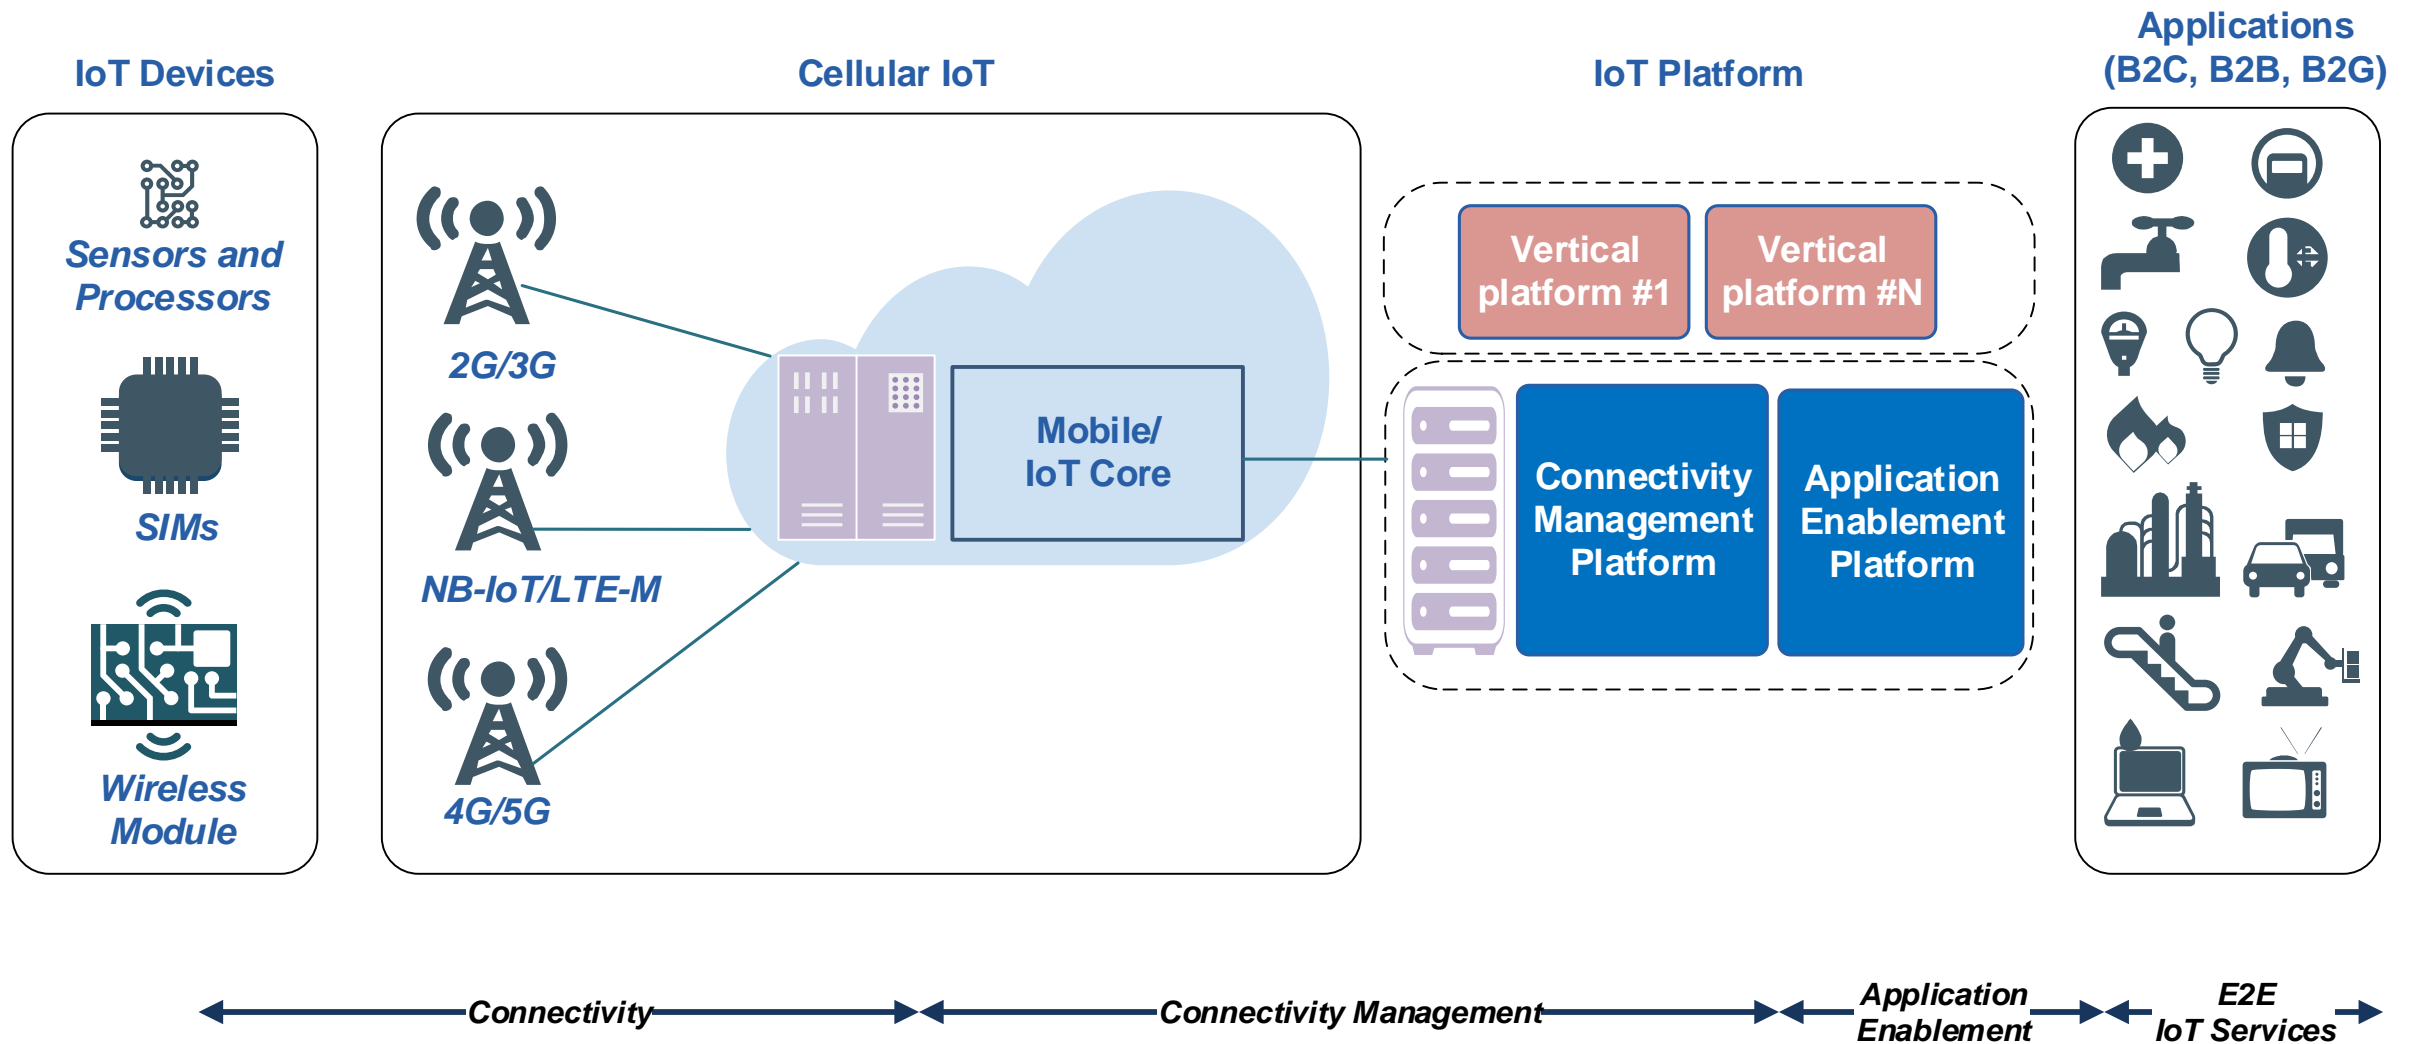 IoT Devices
Cellular IoT
IoT Platform
Applications
(B2C, B2B, B2G)
Sensors and
Processors
SIMs
Wireless
Module
2G/3G
NB-IoT/LTE-M
4G/5G
Mobile/
IoT Core
Vertical
platform #1
Vertical
platform #N
Connectivity
Management
Platform
Application
Enablement
Platform
Connectivity
Connectivity Management
Application
Enablement
E2E
IoT Services